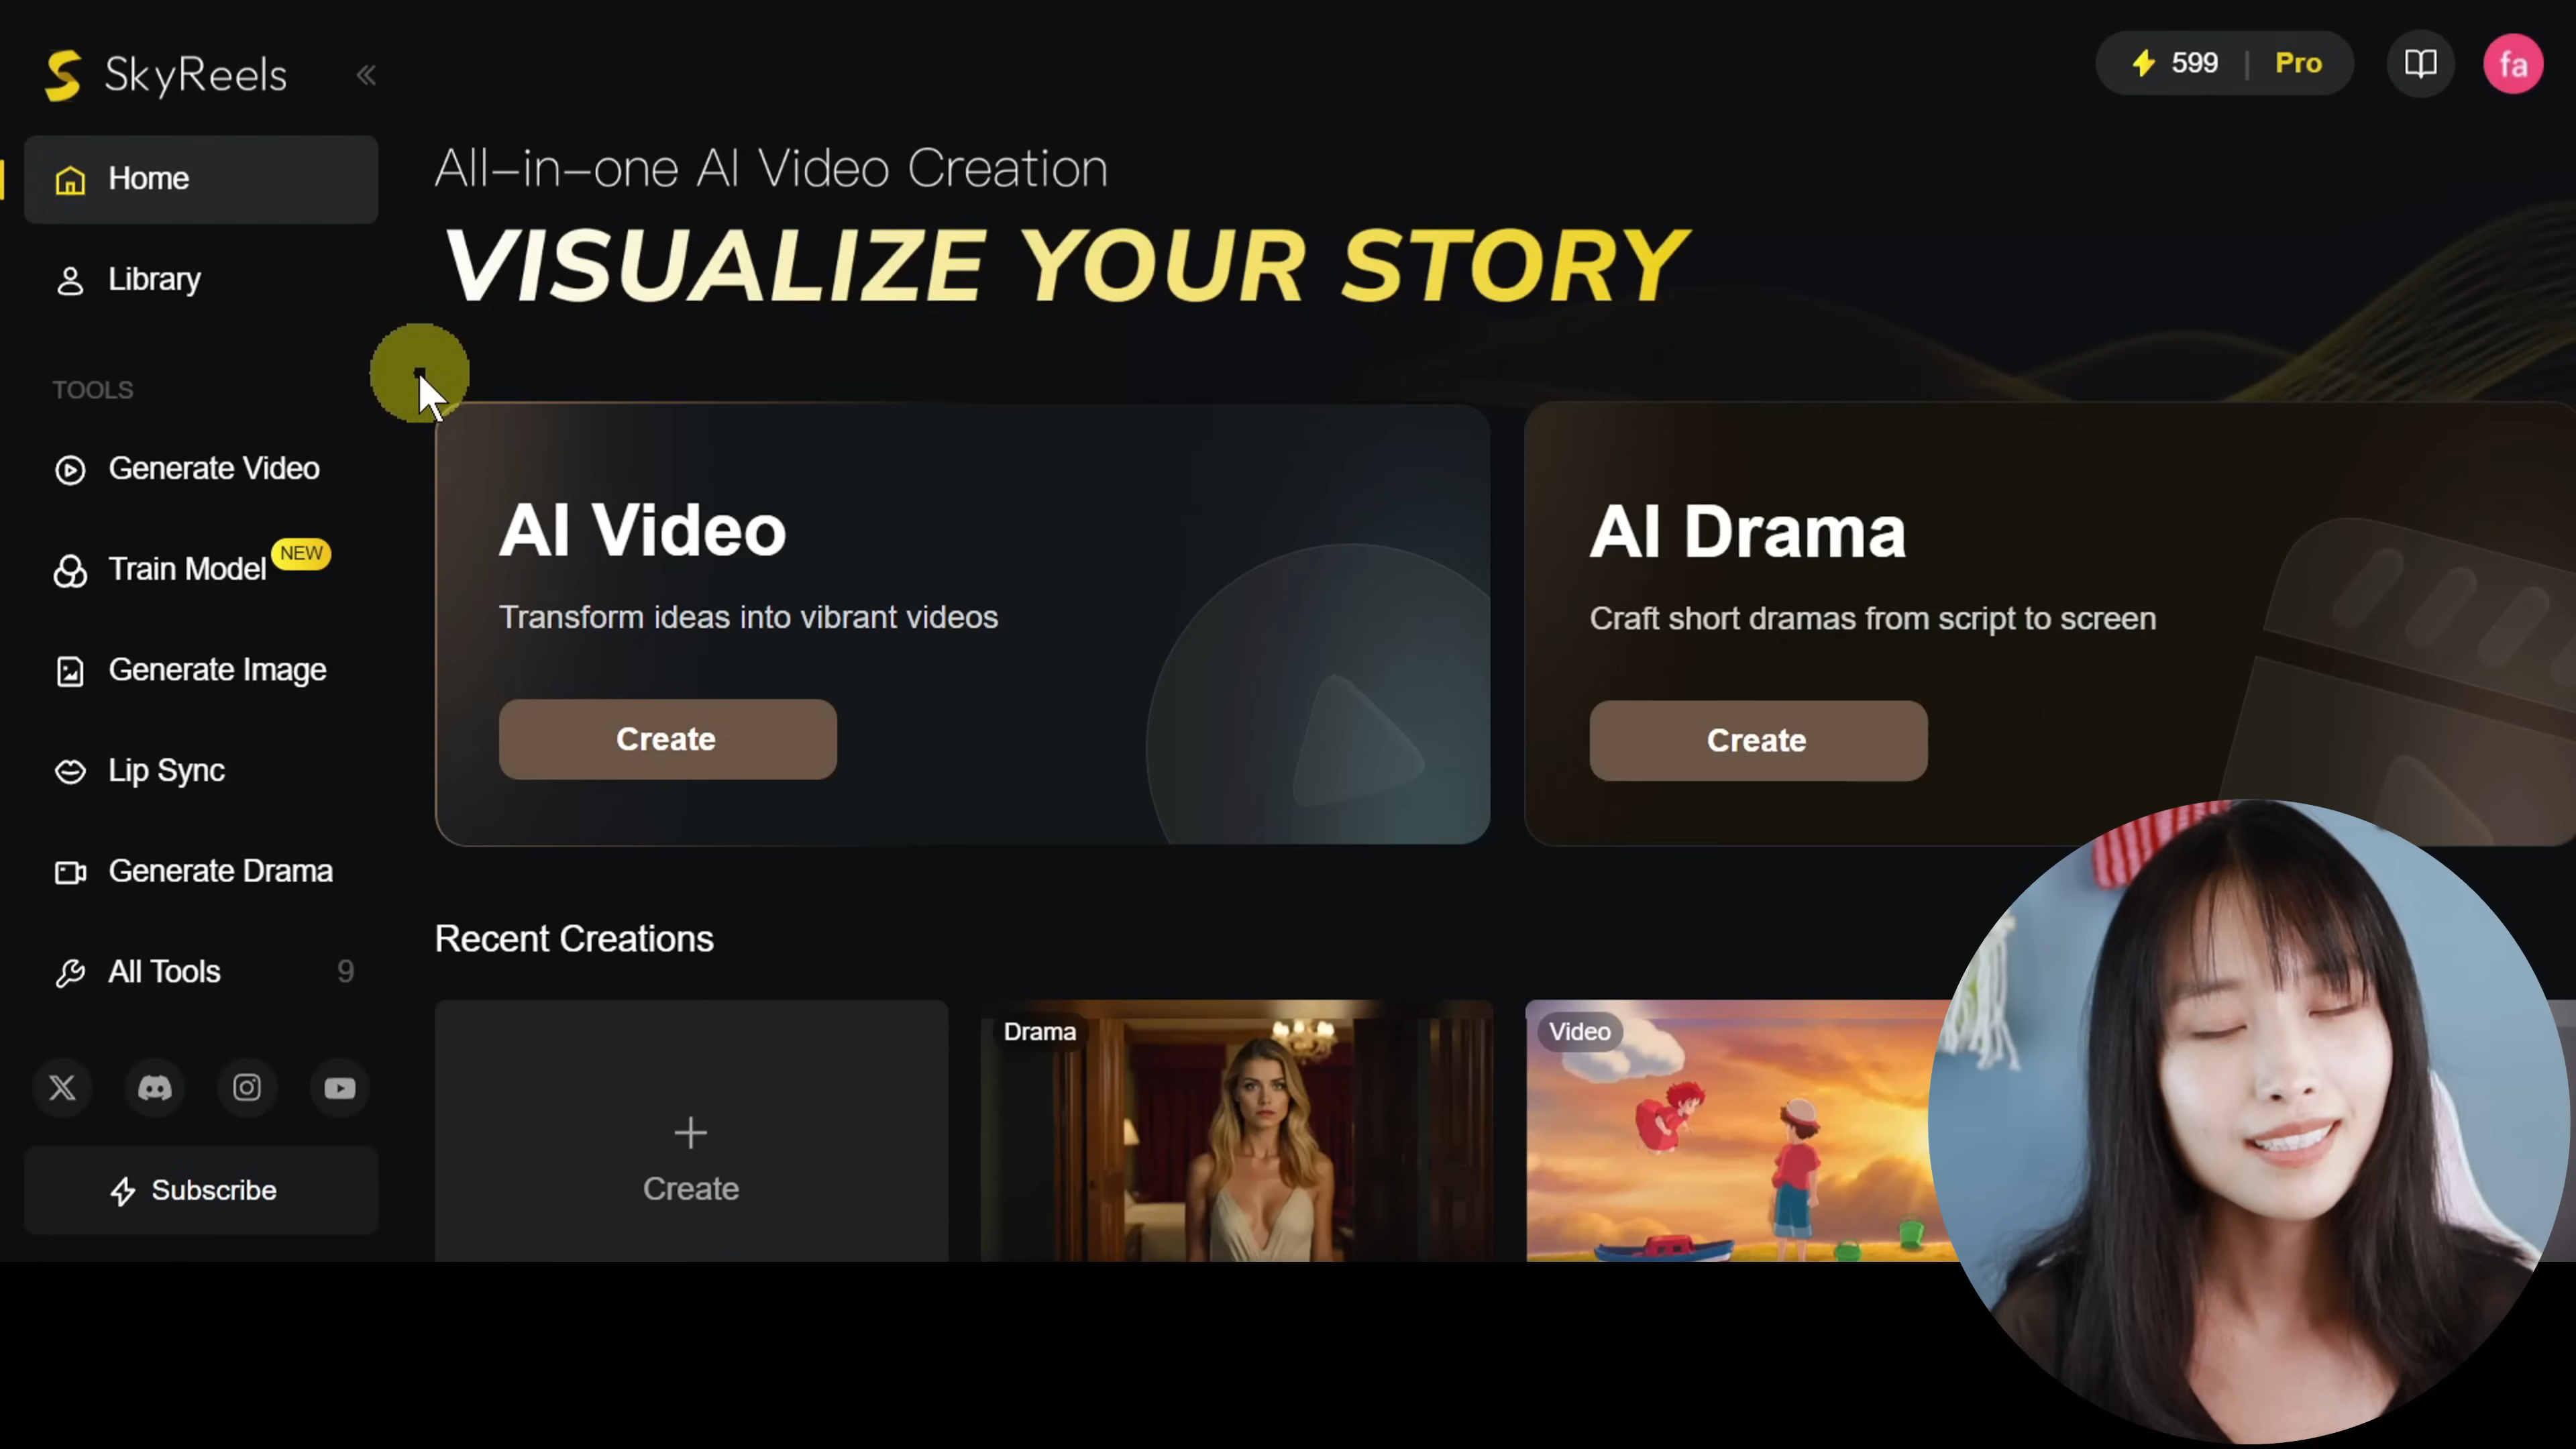 SkyReels
599 | Pro
fa
Home
Library
TOOLS
Generate Video
Train Model NEW
Generate Image
Lip Sync
Generate Drama
All Tools 9
Subscribe
All-in-one AI Video Creation
VISUALIZE YOUR STORY
AI Video
Transform ideas into vibrant videos
Create
AI Drama
Craft short dramas from script to screen
Create
Recent Creations
Create
Drama
Video